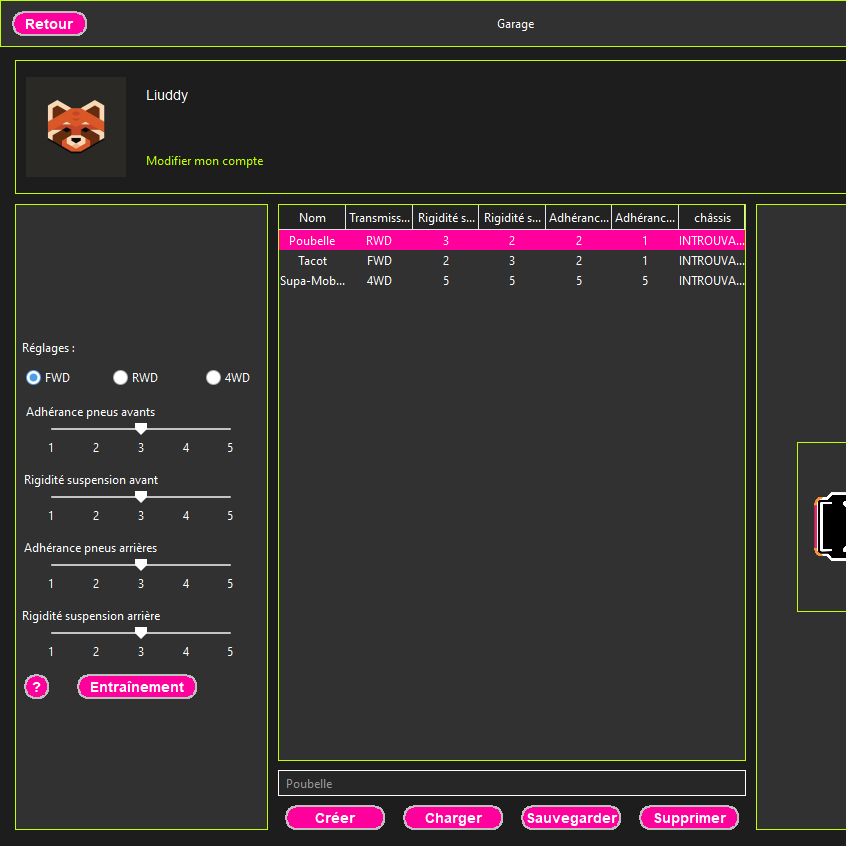 Retour
Garage
Liuddy
Modifier mon compte
Réglages :
FWD RWD 4WD
Adhérance pneus avants
1 2 3 4 5
Rigidité suspension avant
1 2 3 4 5
Adhérance pneus arrières
1 2 3 4 5
Rigidité suspension arrière
1 2 3 4 5
? Entraînement
Nom Transmiss... Rigidité s... Rigidité s... Adhéranc... Adhéranc... châssis
Poubelle RWD 3 2 2 1 INTROUVA...
Tacot FWD 2 3 2 1 INTROUVA...
Supa-Mob... 4WD 5 5 5 5 INTROUVA...
Poubelle
Créer Charger Sauvegarder Supprimer